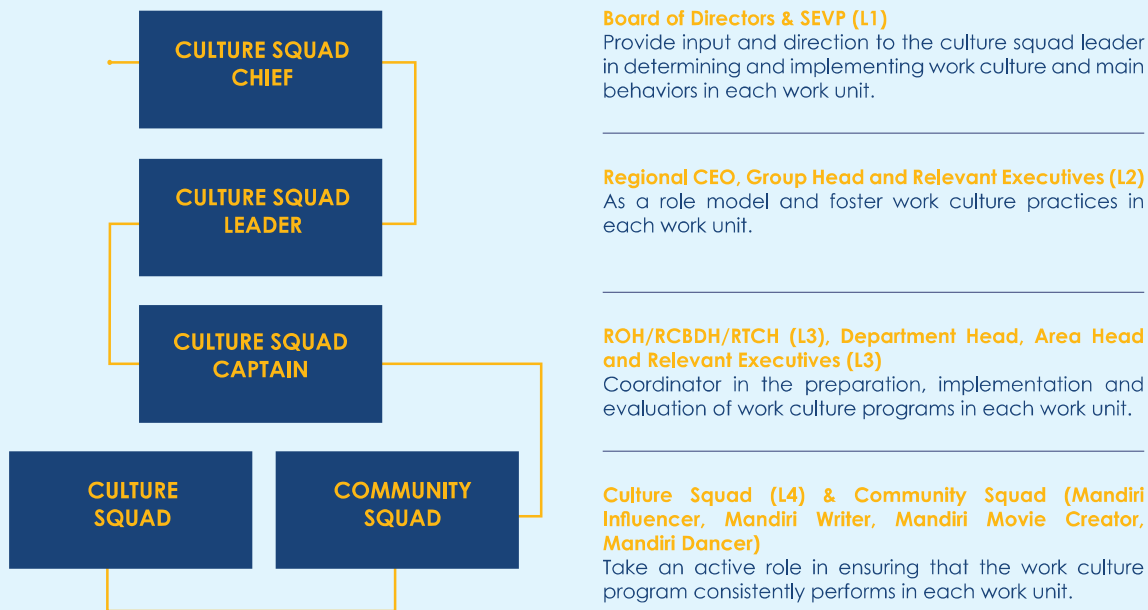 CULTURE SQUAD
CHIEF
Board of Directors & SEVP (L1)
Provide input and direction to the culture squad leader
in determining and implementing work culture and main
behaviors in each work unit.
CULTURE SQUAD
LEADER
Regional CEO, Group Head and Relevant Executives (L2)
As a role model and foster work culture practices in
each work unit.
CULTURE SQUAD
CAPTAIN
ROH/RCBDH/RTCH (L3), Department Head, Area Head
and Relevant Executives (L3)
Coordinator in the preparation, implementation and
evaluation of work culture programs in each work unit.
CULTURE
SQUAD
COMMUNITY
SQUAD
Culture Squad (L4) & Community Squad (Mandiri
Influencer, Mandiri Writer, Mandiri Movie Creator,
Mandiri Dancer)
Take an active role in ensuring that the work culture
program consistently performs in each work unit.